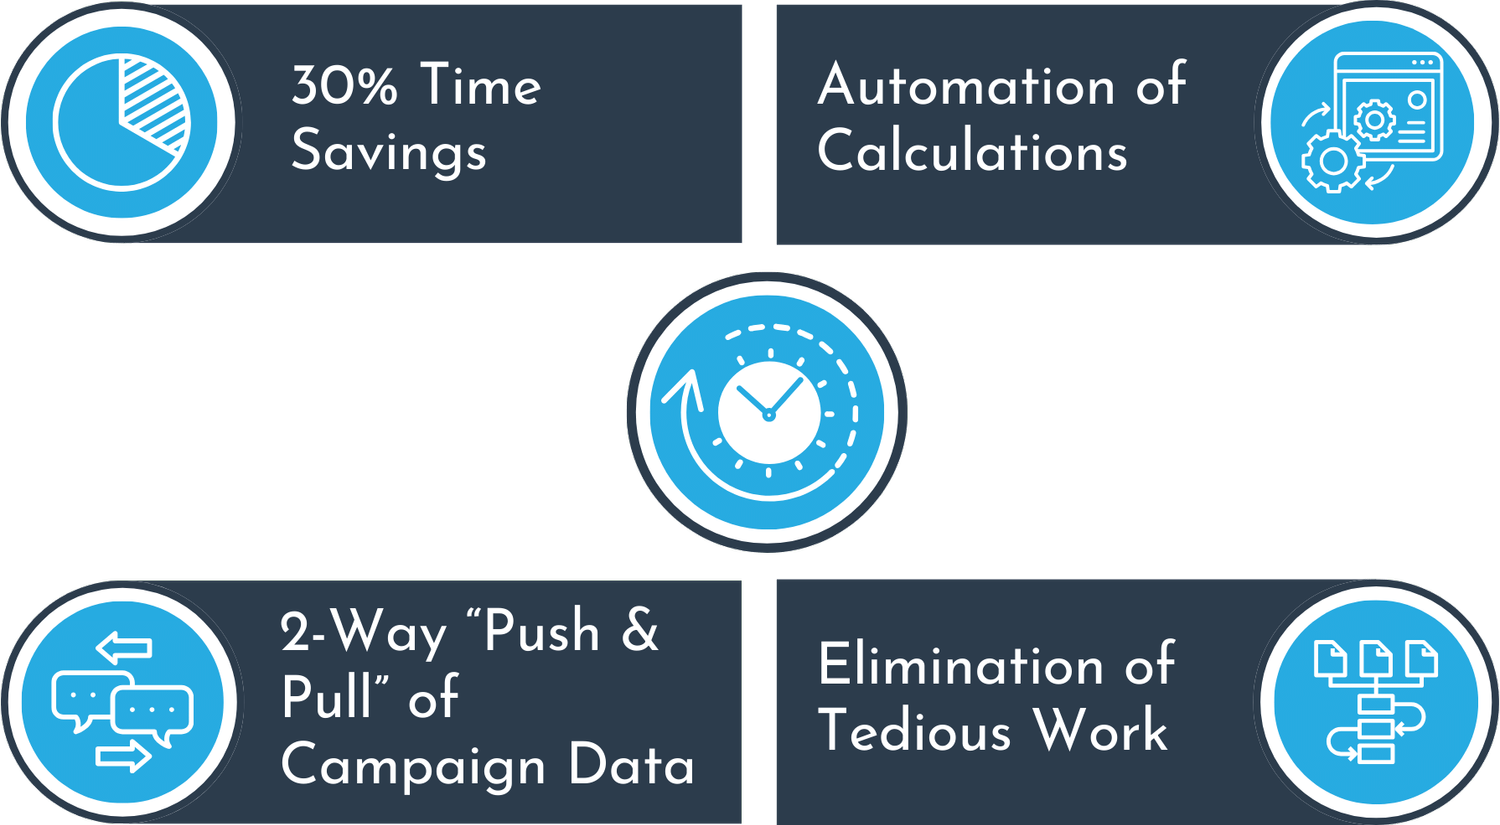 30% Time
Savings
Automation of
Calculations
2-Way “Push &
Pull” of
Campaign Data
Elimination of
Tedious Work